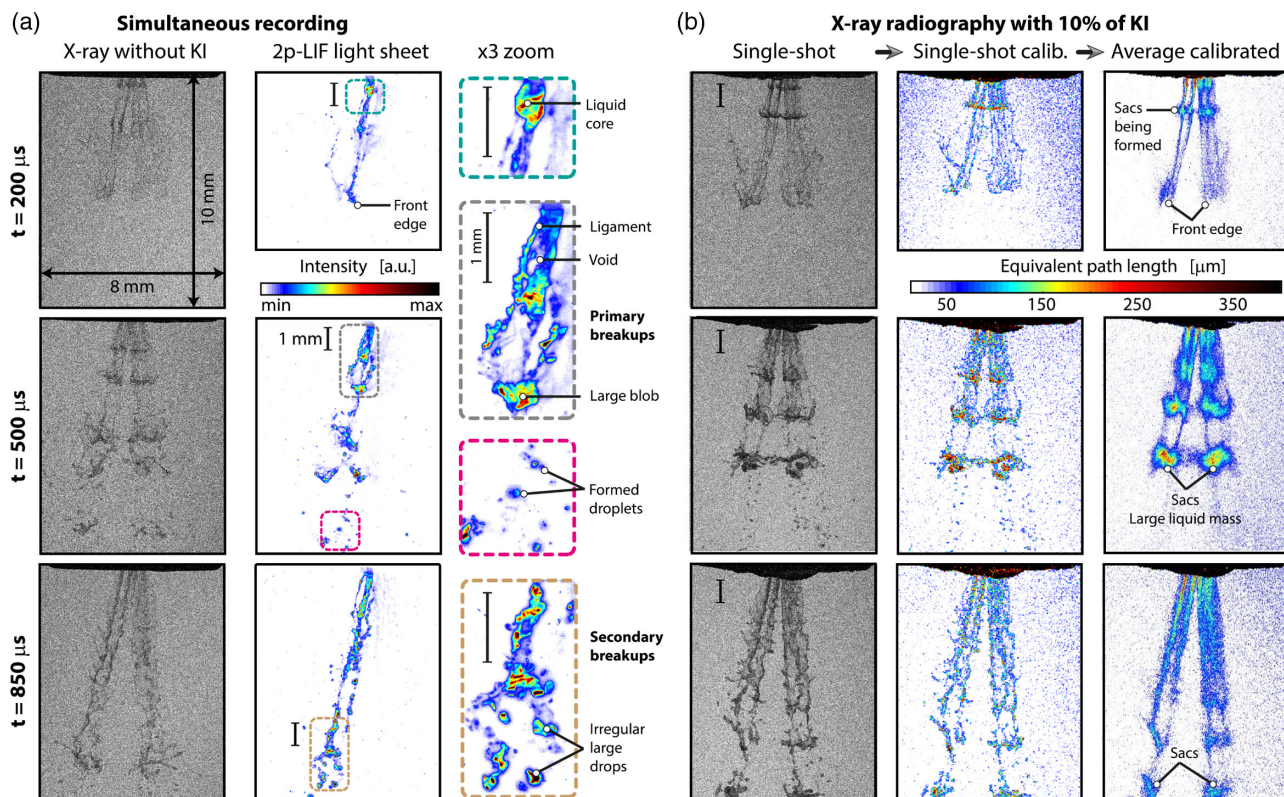 (a)
Simultaneous recording
X-ray without KI
2p-LIF light sheet
x3 zoom
t = 200 µs
10 mm
8 mm
Front
edge
Liquid
core
Intensity [a.u.]
min
max
t = 500 µs
1 mm
1 mm
Ligament
Void
Primary
breakups
Large blob
Formed
droplets
t = 850 µs
Secondary
breakups
Irregular
large
drops
(b)
X-ray radiography with 10% of KI
Single-shot
Single-shot calib.
Average calibrated
Sacs
being
formed
Front edge
Equivalent path length [µm]
50
150
250
350
Sacs
Large liquid mass
Sacs